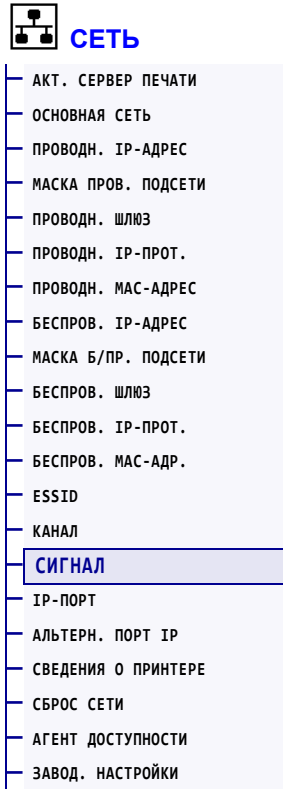 СЕТЬ
АКТ. СЕРВЕР ПЕЧАТИ
ОСНОВНАЯ СЕТЬ
ПРОВОДН. IP-АДРЕС
МАСКА ПРОВ. ПОДСЕТИ
ПРОВОДН. ШЛЮЗ
ПРОВОДН. IP-ПРОТ.
ПРОВОДН. MAC-АДРЕС
БЕСПРОВ. IP-АДРЕС
МАСКА Б/ПР. ПОДСЕТИ
БЕСПРОВ. ШЛЮЗ
БЕСПРОВ. IP-ПРОТ.
БЕСПРОВ. MAC-АДР.
ESSID
КАНАЛ
СИГНАЛ
IP-ПОРТ
АЛЬТЕРН. ПОРТ IP
СВЕДЕНИЯ О ПРИНТЕРЕ
СБРОС СЕТИ
АГЕНТ ДОСТУПНОСТИ
ЗАВОД. НАСТРОЙКИ